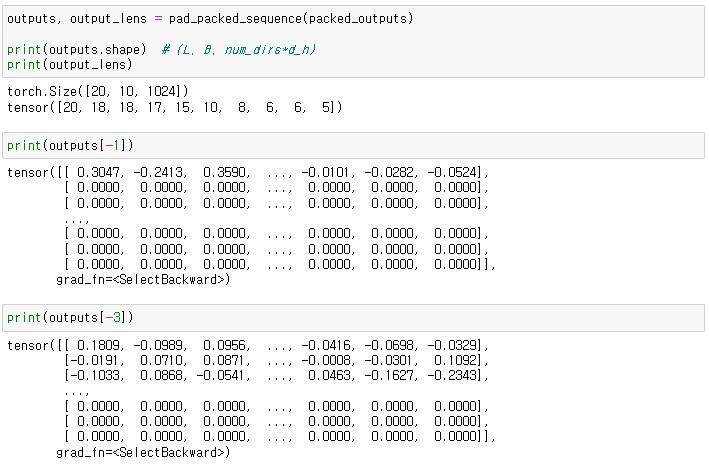 outputs, output_lens = pad_packed_sequence(packed_outputs)
print(outputs.shape)  # (L, B, num_dirs*d_h)
print(output_lens)
torch.Size([20, 10, 1024])
tensor([20, 18, 18, 17, 15, 10,  8,  6,  6,  5])
print(outputs[-1])
tensor([[ 0.3047, -0.2413,  0.3590,  ..., -0.0101, -0.0282, -0.0524],
        [ 0.0000,  0.0000,  0.0000,  ...,  0.0000,  0.0000,  0.0000],
        [ 0.0000,  0.0000,  0.0000,  ...,  0.0000,  0.0000,  0.0000],
        ...,
        [ 0.0000,  0.0000,  0.0000,  ...,  0.0000,  0.0000,  0.0000],
        [ 0.0000,  0.0000,  0.0000,  ...,  0.0000,  0.0000,  0.0000],
        [ 0.0000,  0.0000,  0.0000,  ...,  0.0000,  0.0000,  0.0000]],
       grad_fn=<SelectBackward>)
print(outputs[-3])
tensor([[ 0.1809, -0.0989,  0.0956,  ..., -0.0416, -0.0698, -0.0329],
        [-0.0191,  0.0710,  0.0871,  ..., -0.0008, -0.0301,  0.1092],
        [-0.1033,  0.0868, -0.0541,  ...,  0.0463, -0.1627, -0.2343],
        ...,
        [ 0.0000,  0.0000,  0.0000,  ...,  0.0000,  0.0000,  0.0000],
        [ 0.0000,  0.0000,  0.0000,  ...,  0.0000,  0.0000,  0.0000],
        [ 0.0000,  0.0000,  0.0000,  ...,  0.0000,  0.0000,  0.0000]],
       grad_fn=<SelectBackward>)